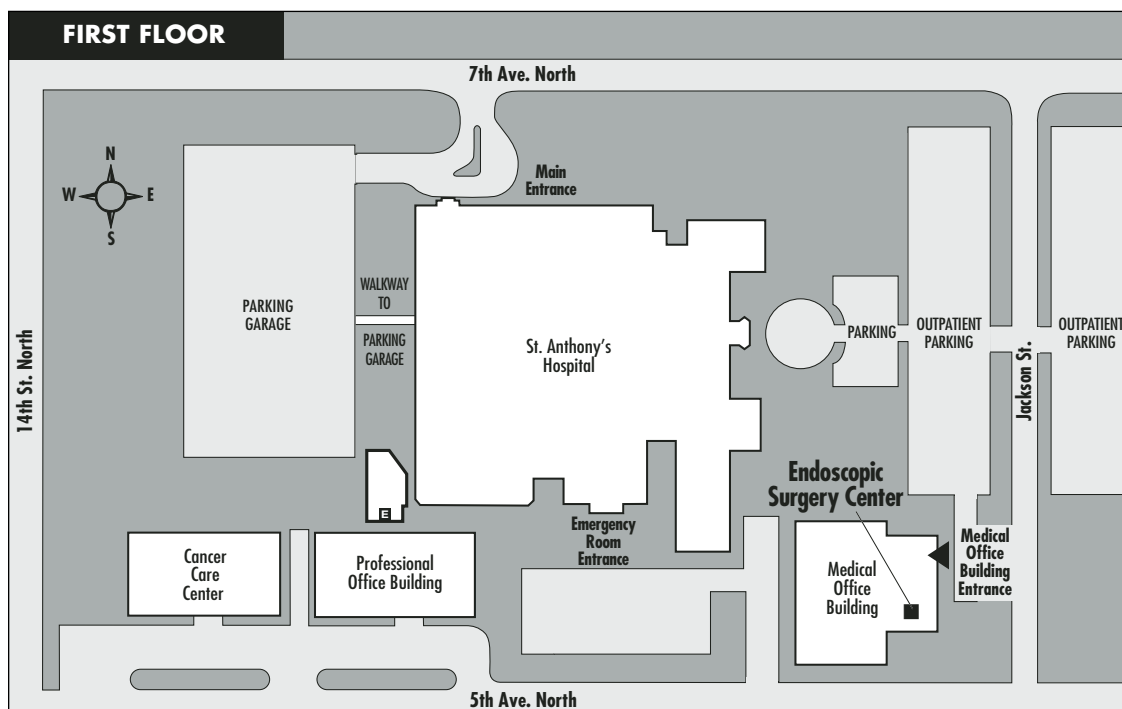 FIRST FLOOR
7th Ave. North
N
W E
S
Main
Entrance
14th St. North
PARKING
GARAGE
WALKWAY
TO
PARKING
GARAGE
St. Anthony's
Hospital
PARKING
OUTPATIENT
PARKING
Jackson St.
OUTPATIENT
PARKING
Endoscopic
Surgery Center
E
Emergency
Room
Entrance
Cancer
Care
Center
Professional
Office Building
Medical
Office
Building
Medical
Office
Building
Entrance
5th Ave. North